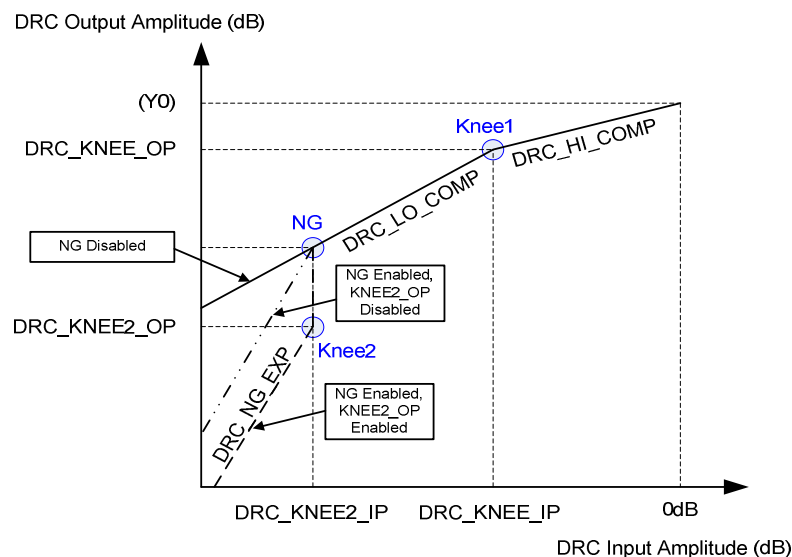 DRC Output Amplitude (dB)
(Y0)
Knee1
DRC_KNEE_OP
DRC_HI_COMP
DRC_LO_COMP
NG
NG Disabled
NG Enabled,
KNEE2_OP
Disabled
DRC_KNEE2_OP
Knee2
DRC_NG_EXP
NG Enabled,
KNEE2_OP
Enabled
DRC_KNEE2_IP
DRC_KNEE_IP
0dB
DRC Input Amplitude (dB)